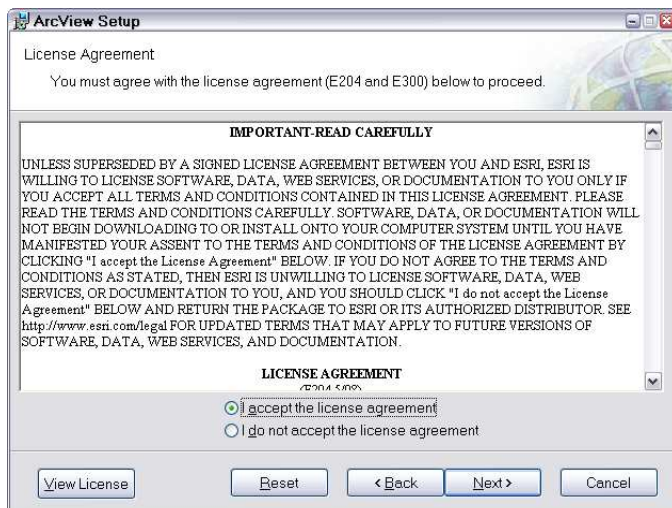 ArcView Setup
License Agreement
You must agree with the license agreement (E204 and E300) below to proceed.
IMPORTANT-READ CAREFULLY
UNLESS SUPERSEDED BY A SIGNED LICENSE AGREEMENT BETWEEN YOU AND ESRI, ESRI IS
WILLING TO LICENSE SOFTWARE, DATA, WEB SERVICES, OR DOCUMENTATION TO YOU ONLY IF
YOU ACCEPT ALL TERMS AND CONDITIONS CONTAINED IN THIS LICENSE AGREEMENT. PLEASE
READ THE TERMS AND CONDITIONS CAREFULLY. SOFTWARE, DATA, OR DOCUMENTATION WILL
NOT BEGIN DOWNLOADING TO OR INSTALL ONTO YOUR COMPUTER SYSTEM UNTIL YOU HAVE
MANIFESTED YOUR ASSENT TO THE TERMS AND CONDITIONS OF THE LICENSE AGREEMENT BY
CLICKING "I accept the License Agreement" BELOW. IF YOU DO NOT AGREE TO THE TERMS AND
CONDITIONS AS STATED, THEN ESRI IS UNWILLING TO LICENSE SOFTWARE, DATA, WEB
SERVICES, OR DOCUMENTATION TO YOU, AND YOU SHOULD CLICK "I do not accept the License
Agreement" BELOW AND RETURN THE PACKAGE TO ESRI OR ITS AUTHORIZED DISTRIBUTOR. SEE
http://www.esri.com/legal FOR UPDATED TERMS THAT MAY APPLY TO FUTURE VERSIONS OF
SOFTWARE, DATA, WEB SERVICES, AND DOCUMENTATION.
LICENSE AGREEMENT
(E204 5/08)
I accept the license agreement
I do not accept the license agreement
View License
Reset
< Back
Next >
Cancel